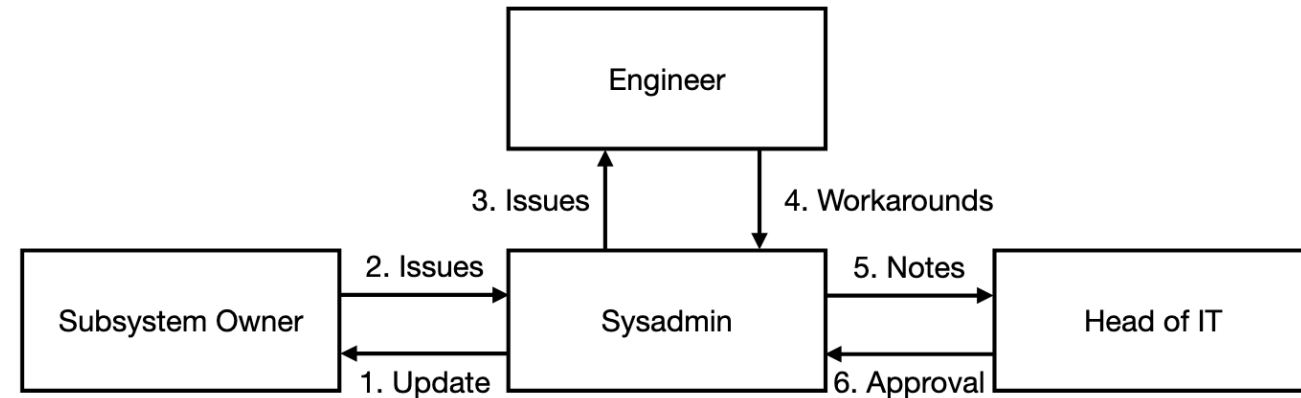 Engineer
3. Issues
4. Workarounds
2. Issues
5. Notes
Subsystem Owner
Sysadmin
Head of IT
1. Update
6. Approval